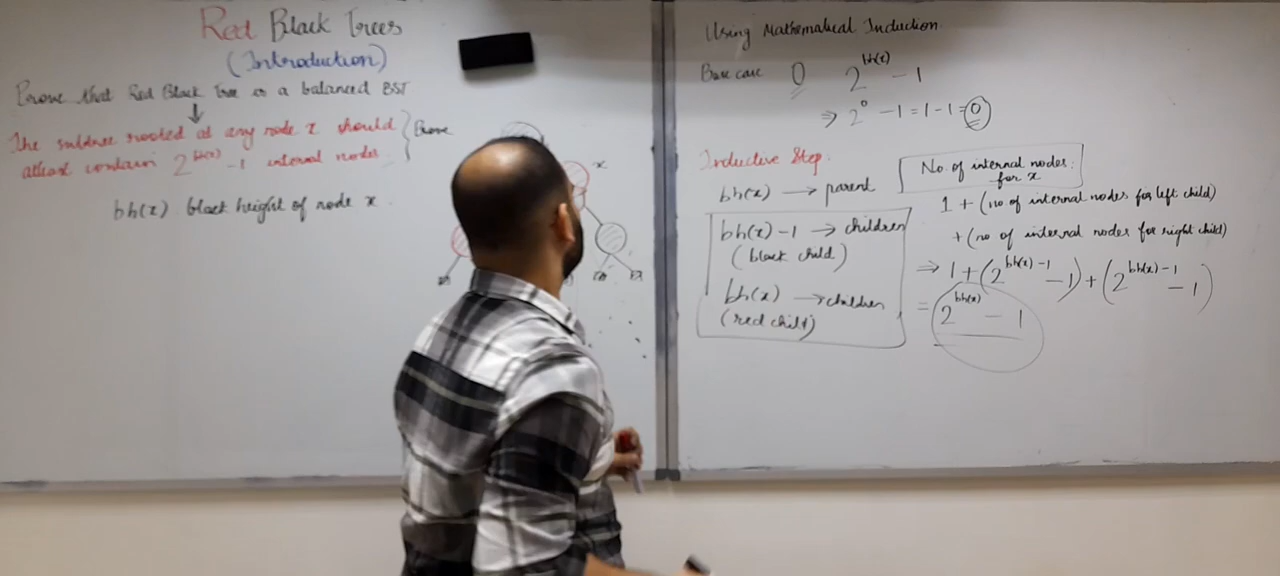 Red Black Trees
(Introduction)
Prove that Red Black Tree is a balanced BST
The subtree rooted at any node x should
atleast contain 2^bh(x) - 1 internal nodes.
} Prove
bh(x) black height of node x.
x
Using Mathematical Induction
Base case 0 2^bh(x) - 1
⇒ 2^0 - 1 = 1 - 1 = 0
Inductive Step:
bh(x) → parent
bh(x) - 1 → children
(black child)
bh(x) → children
(red child)
No. of internal nodes
for x
1 + (no of internal nodes for left child)
+ (no of internal nodes for right child)
⇒ 1 + (2^bh(x)-1 - 1) + (2^bh(x)-1 - 1)
= 2^bh(x) - 1